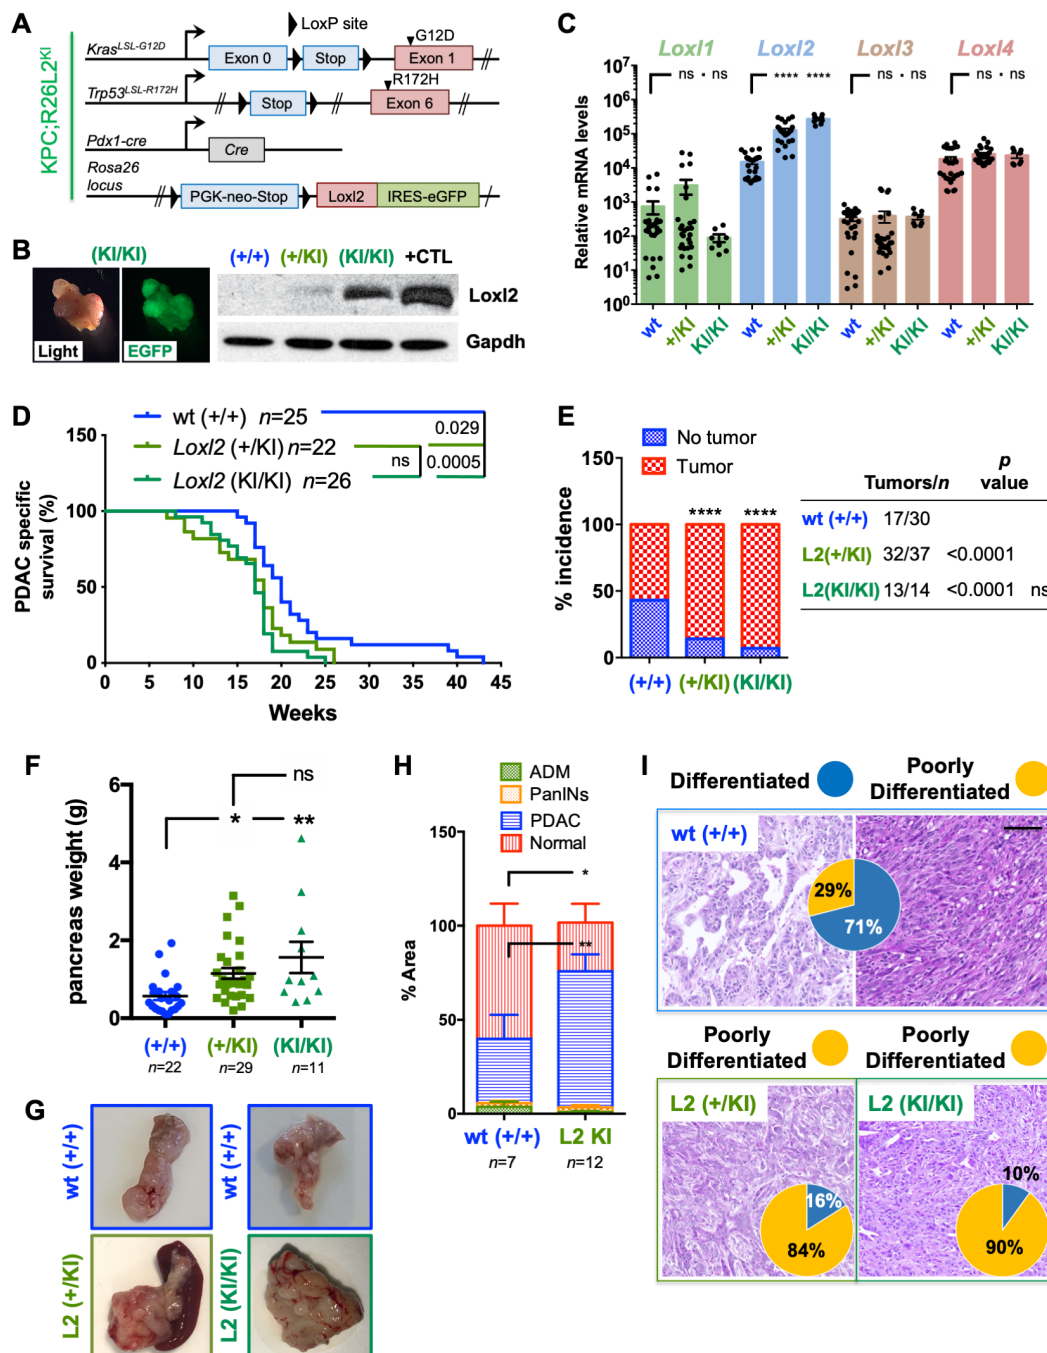 A
KPC;R26L2KI
LoxP site
KrasLSL-G12D
Exon 0
Stop
G12D
Exon 1
Trp53LSL-R172H
Stop
R172H
Exon 6
Pdx1-cre
Cre
Rosa26
locus
PGK-neo-Stop
Loxl2
IRES-eGFP
B
(KI/KI)
Light
EGFP
(+/+) (+/KI) (KI/KI) +CTL
Loxl2
Gapdh
C
Loxl1 Loxl2 Loxl3 Loxl4
ns ns **** **** ns ns ns ns
Relative mRNA levels
10⁷
10⁶
10⁵
10⁴
10³
10²
10¹
10⁰
wt +/KI KI/KI wt +/KI KI/KI wt +/KI KI/KI wt +/KI KI/KI
D
wt (+/+) n=25
Loxl2 (+/KI) n=22
Loxl2 (KI/KI) n=26
0.029
ns 0.0005
PDAC specific
survival (%)
150
100
50
0
0 5 10 15 20 25 30 35 40 45
Weeks
E
No tumor
Tumor
% incidence
150
100
50
0
**** ****
(+/+) (+/KI) (KI/KI)
p
Tumors/n value
wt (+/+) 17/30
L2(+/KI) 32/37 <0.0001
L2(KI/KI) 13/14 <0.0001 ns
F
ns
* **
pancreas weight (g)
6
4
2
0
(+/+) (+/KI) (KI/KI)
n=22 n=29 n=11
G
wt (+/+)
wt (+/+)
L2 (+/KI)
L2 (KI/KI)
H
ADM
PanINs
PDAC
Normal
% Area
150
100
50
0
*
**
wt (+/+) L2 KI
n=7 n=12
I
Differentiated
Poorly
Differentiated
wt (+/+)
29%
71%
Poorly
Differentiated
Poorly
Differentiated
L2 (+/KI)
16%
84%
L2 (KI/KI)
10%
90%